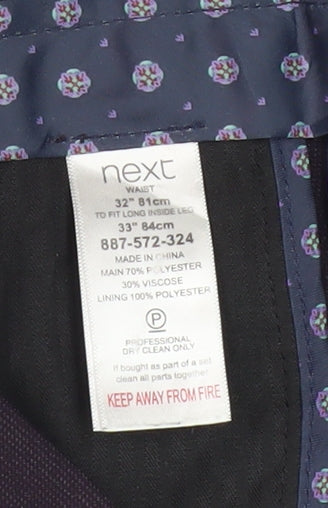 next
WAIST
32" 81cm
TO FIT LONG INSIDE LEG
33" 84cm
887-572-324
MADE IN CHINA
MAIN 70% POLYESTER
30% VISCOSE
LINING 100% POLYESTER
P
PROFESSIONAL
DRY CLEAN ONLY
If bought as part of a set
clean all parts together
KEEP AWAY FROM FIRE